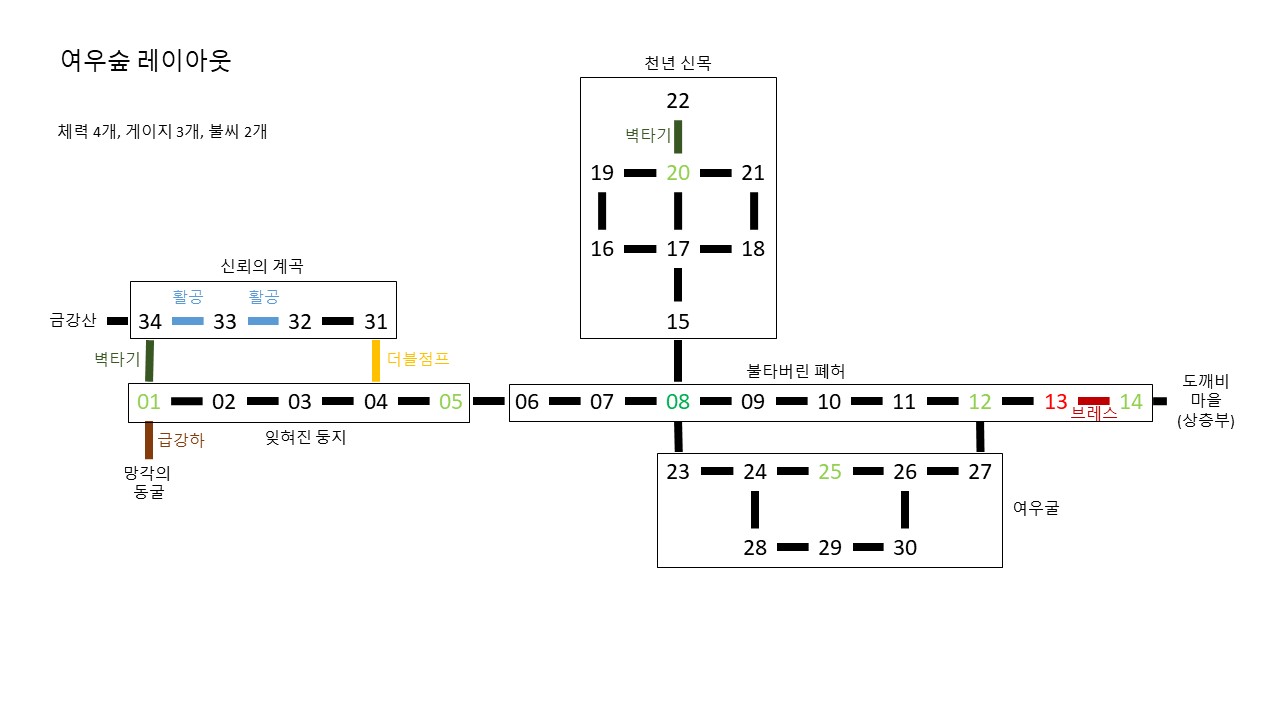 여우숲 레이아웃
체력 4개, 게이지 3개, 불씨 2개
천년 신목
22
벽타기
19 20 21
16 17 18
15
신뢰의 계곡
활공 활공
금강산 34 33 32 31
벽타기 더블점프
01 02 03 04 05
급강하 잊혀진 둥지
망각의
동굴
불타버린 폐허
06 07 08 09 10 11 12 13 14
브레스
도깨비
마을
(상층부)
23 24 25 26 27
여우굴
28 29 30